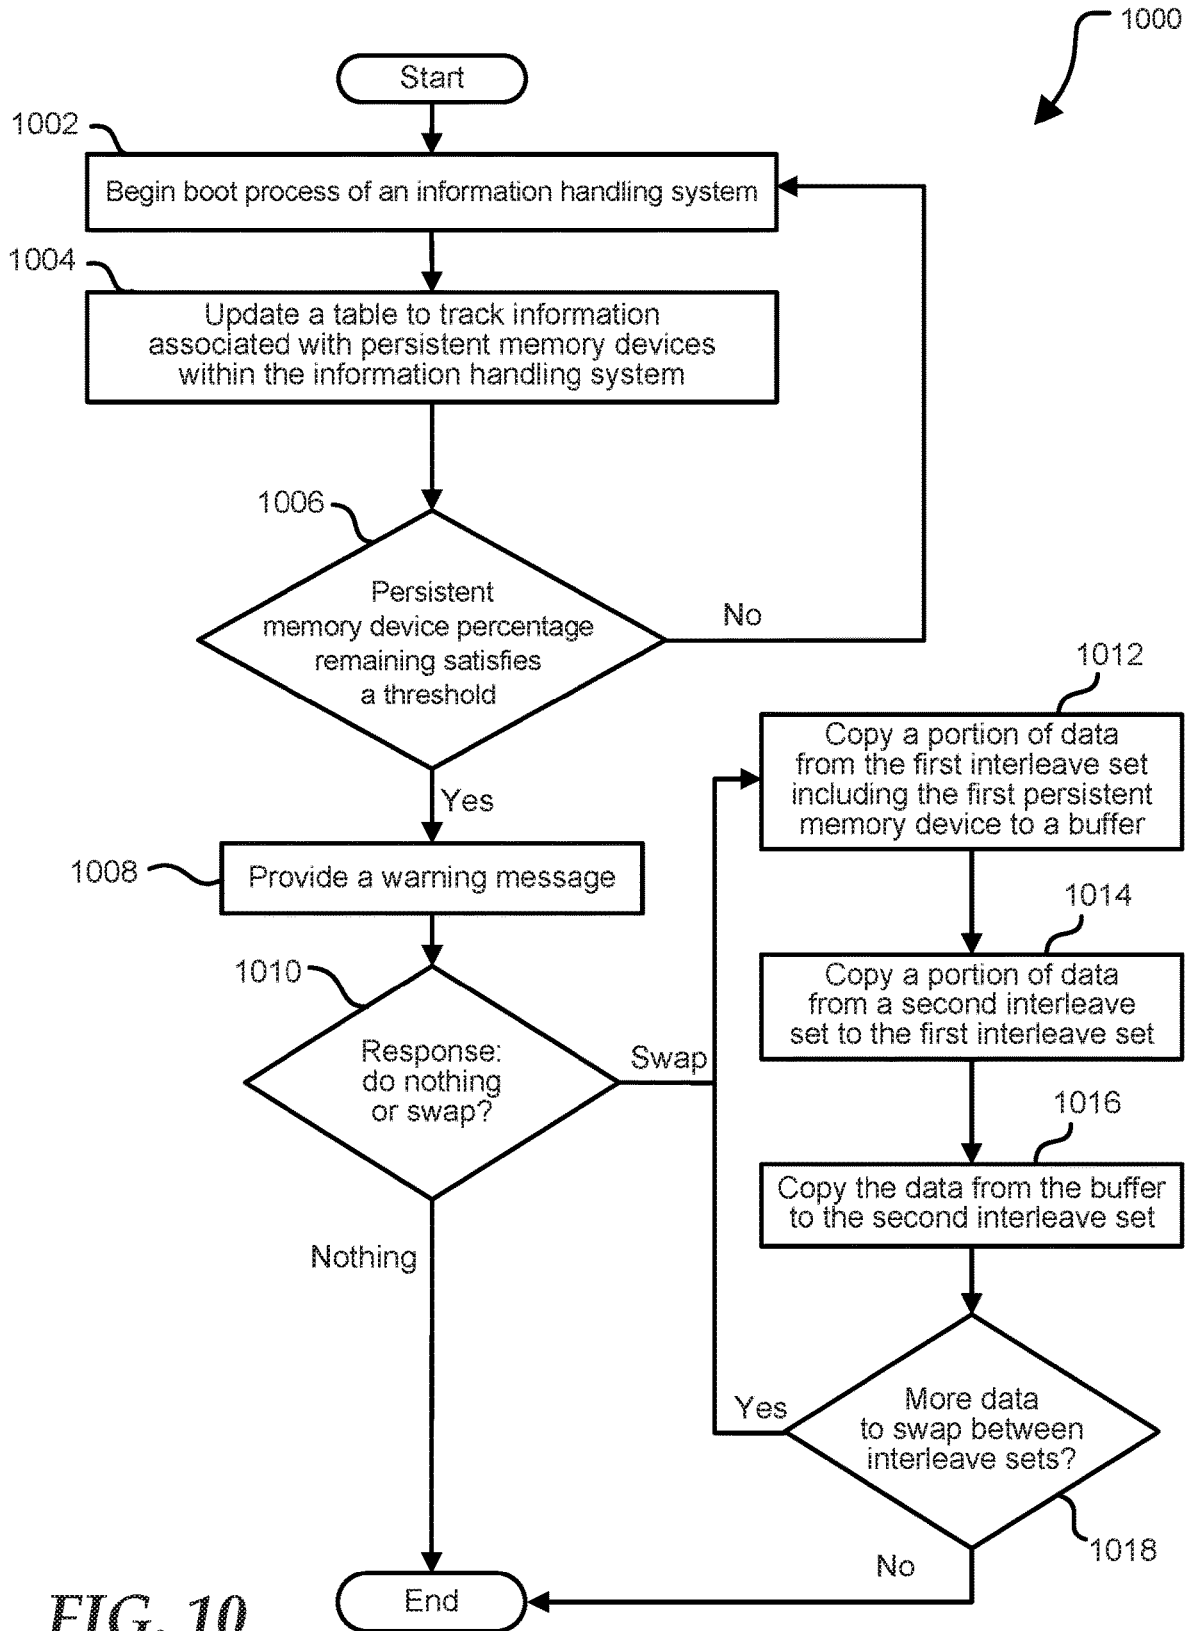 1000
Start
1002
Begin boot process of an information handling system
1004
Update a table to track information
associated with persistent memory devices
within the information handling system
1006
Persistent
memory device percentage
remaining satisfies
a threshold
No
Yes
1008
Provide a warning message
1010
Response:
do nothing
or swap?
Swap
Nothing
1012
Copy a portion of data
from the first interleave set
including the first persistent
memory device to a buffer
1014
Copy a portion of data
from a second interleave
set to the first interleave set
1016
Copy the data from the buffer
to the second interleave set
More data
to swap between
interleave sets?
Yes
1018
No
End
FIG. 10